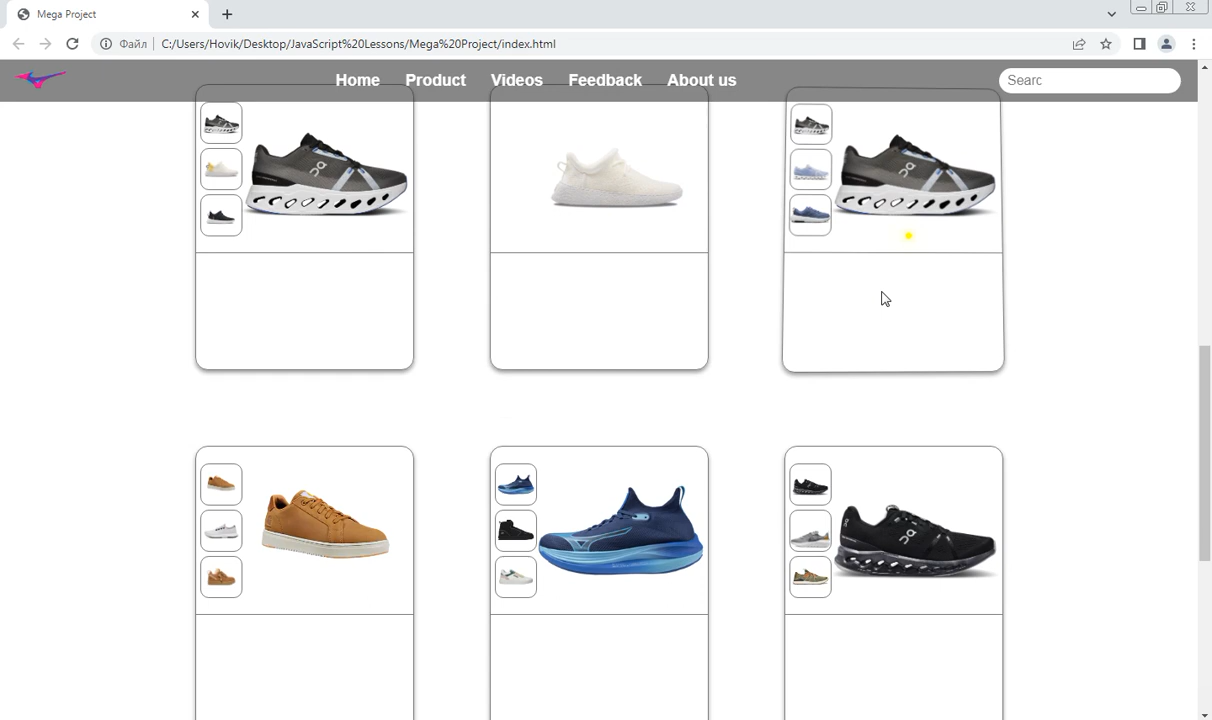 Mega Project
Файл
C:/Users/Hovik/Desktop/JavaScript%20Lessons/Mega%20Project/index.html
Home
Product
Videos
Feedback
About us
Searc